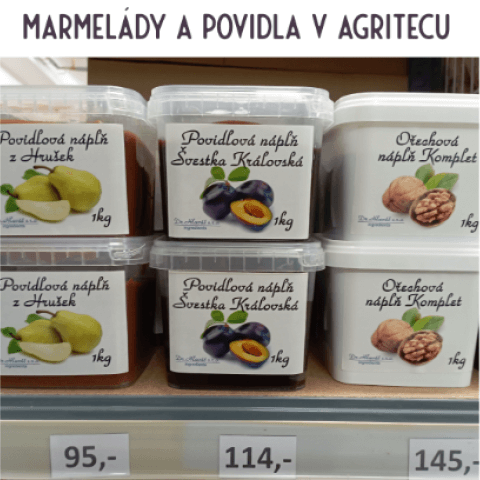 MARMELÁDY A POVIDLA V AGRITECU
Povidlová náplň
z Hrušek
1kg
Povidlová náplň
Švestka Královská
1kg
Ořechová
náplň Komplet
1kg
Povidlová náplň
z Hrušek
1kg
Povidlová náplň
Švestka Královská
1kg
Ořechová
náplň Komplet
1kg
95,-
114,-
145,-